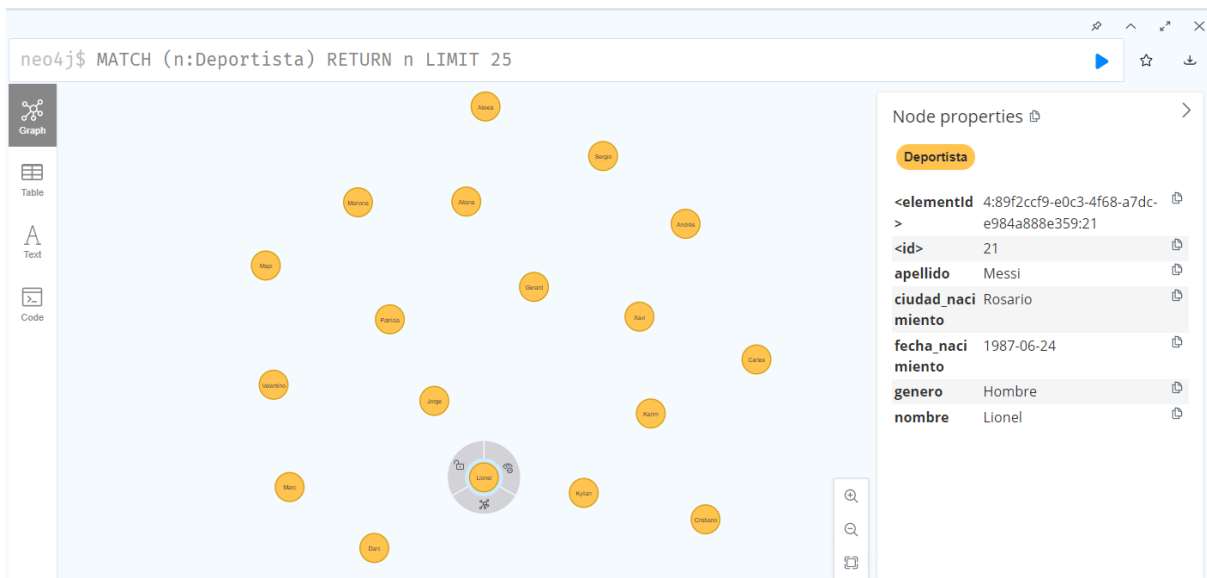 neo4j$ MATCH (n:Deportista) RETURN n LIMIT 25
Graph
Table
A
Text
Code
Alexia
Sergio
Mariona
Aitana
Andrés
Mapi
Gerard
Patricia
Xavi
Carles
Valentino
Jorge
Karim
Lionel
Marc
Kylian
Cristiano
Dani
Node properties
Deportista
<elementId
>
4:89f2ccf9-e0c3-4f68-a7dc-
e984a888e359:21
<id> 21
apellido Messi
ciudad_naci Rosario
miento
fecha_naci 1987-06-24
miento
genero Hombre
nombre Lionel